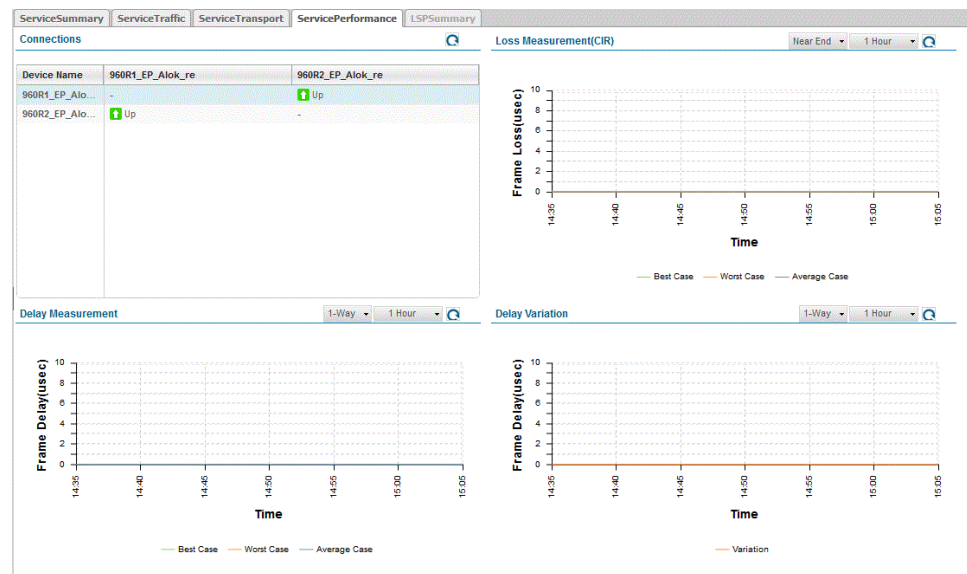 ServiceSummary ServiceTraffic ServiceTransport ServicePerformance LSPSummary
Connections
Device Name 960R1_EP_Alok_re 960R2_EP_Alok_re
960R1_EP_Alo... - Up
960R2_EP_Alo... Up -
Loss Measurement(CIR) Near End 1 Hour
Frame Loss(usec)
10
8
6
4
2
0
14:35 14:40 14:45 14:50 14:55 15:00 15:05
Time
Best Case Worst Case Average Case
Delay Measurement 1-Way 1 Hour
Frame Delay(usec)
10
8
6
4
2
0
14:35 14:40 14:45 14:50 14:55 15:00 15:05
Time
Best Case Worst Case Average Case
Delay Variation 1-Way 1 Hour
Frame Delay(usec)
10
8
6
4
2
0
14:35 14:40 14:45 14:50 14:55 15:00 15:05
Time
Variation